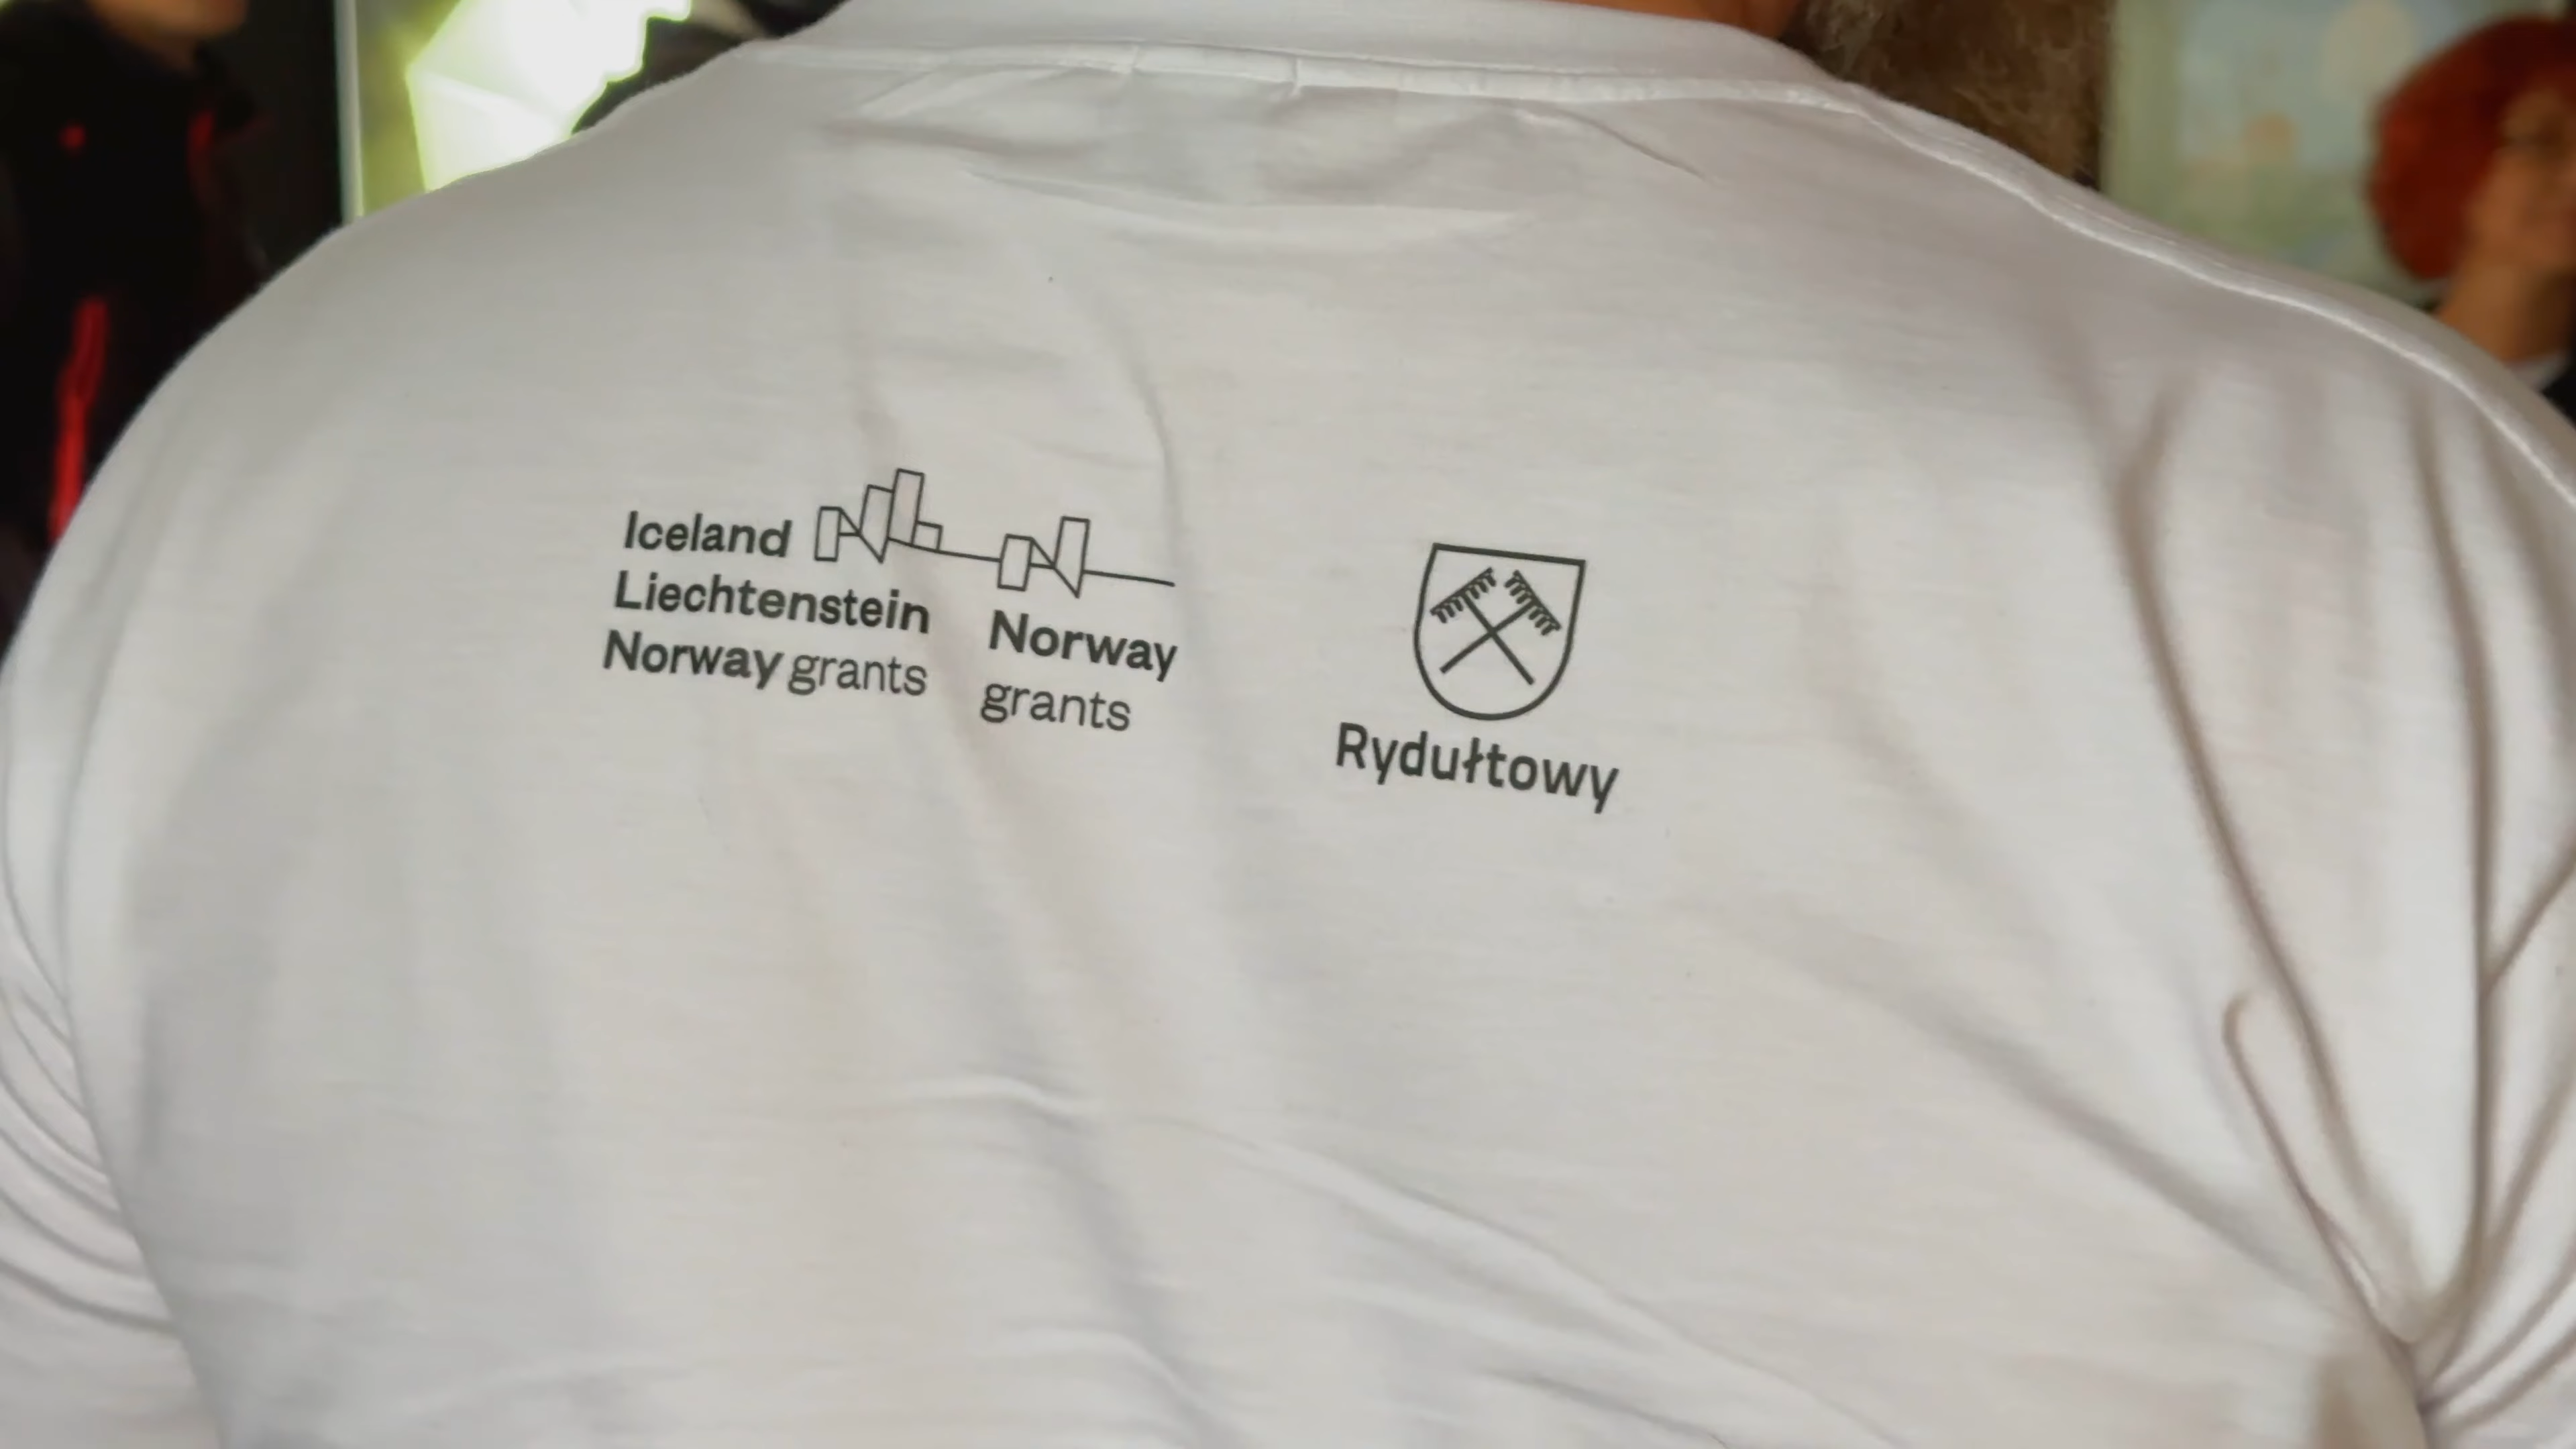 Iceland
Liechtenstein
Norway grants
Norway
grants
Rydułtowy